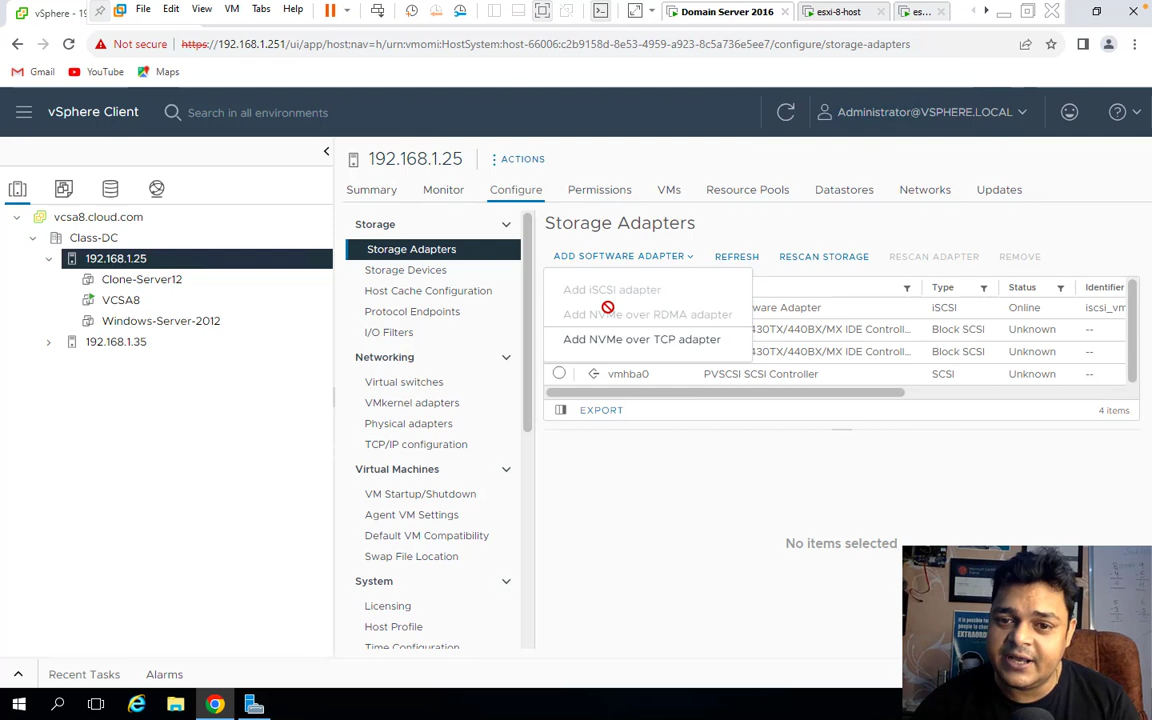 vSphere - 19
File Edit View VM Tabs Help
Domain Server 2016
esxi-8-host
es...
Not secure https://192.168.1.251/ui/app/host:nav=h/urn:vmomi:HostSystem:host-66006:c2b9158d-8e53-4959-a923-8c5a736e5ee7/configure/storage-adapters
Gmail YouTube Maps
vSphere Client Search in all environments Administrator@VSPHERE.LOCAL
192.168.1.25 ACTIONS
Summary Monitor Configure Permissions VMs Resource Pools Datastores Networks Updates
vcsa8.cloud.com
Class-DC
192.168.1.25
Clone-Server12
VCSA8
Windows-Server-2012
192.168.1.35
Storage
Storage Adapters
Storage Devices
Host Cache Configuration
Protocol Endpoints
I/O Filters
Networking
Virtual switches
VMkernel adapters
Physical adapters
TCP/IP configuration
Virtual Machines
VM Startup/Shutdown
Agent VM Settings
Default VM Compatibility
Swap File Location
System
Licensing
Host Profile
Time Configuration
Storage Adapters
ADD SOFTWARE ADAPTER REFRESH RESCAN STORAGE RESCAN ADAPTER REMOVE
Add iSCSI adapter
Add NVMe over RDMA adapter
Add NVMe over TCP adapter
Type Status Identifier
ware Adapter iSCSI Online iscsi_vm
430TX/440BX/MX IDE Controll... Block SCSI Unknown --
430TX/440BX/MX IDE Controll... Block SCSI Unknown --
vmhba0 PVSCSI SCSI Controller SCSI Unknown --
EXPORT 4 items
No items selected
Recent Tasks Alarms